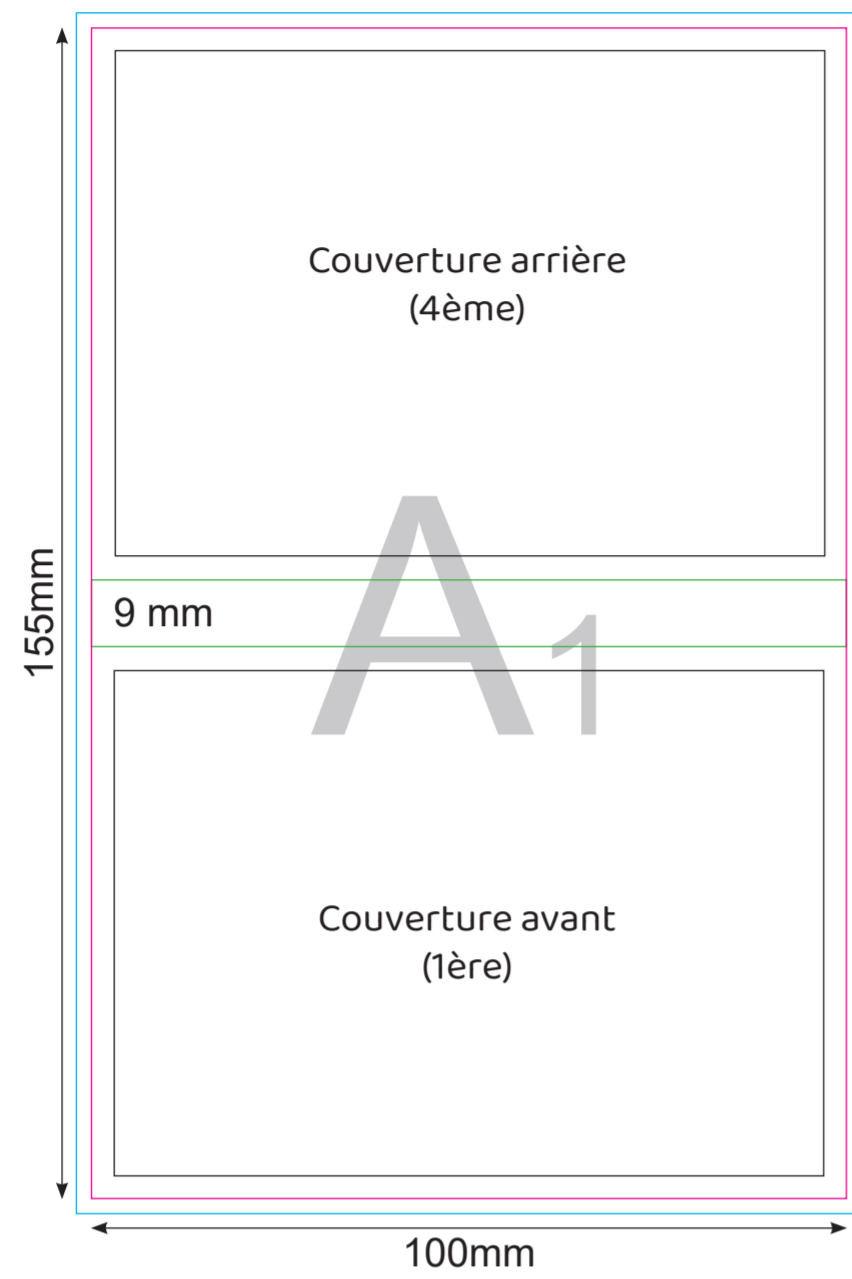 Couverture arrière
(4ème)
155mm
9 mm
A1
Couverture avant
(1ère)
100mm